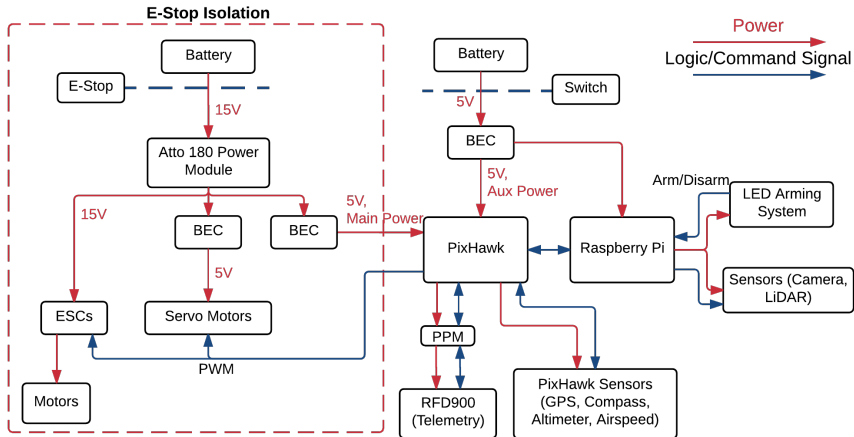 E-Stop Isolation
Battery
E-Stop
15V
Atto 180 Power
Module
15V
BEC
BEC
5V,
Main Power
5V
ESCs
Servo Motors
PWM
Motors
Battery
Switch
5V
BEC
5V,
Aux Power
PixHawk
Raspberry Pi
PPM
RFD900
(Telemetry)
PixHawk Sensors
(GPS, Compass,
Altimeter, Airspeed)
Power
Logic/Command Signal
Arm/Disarm
LED Arming
System
Sensors (Camera,
LiDAR)